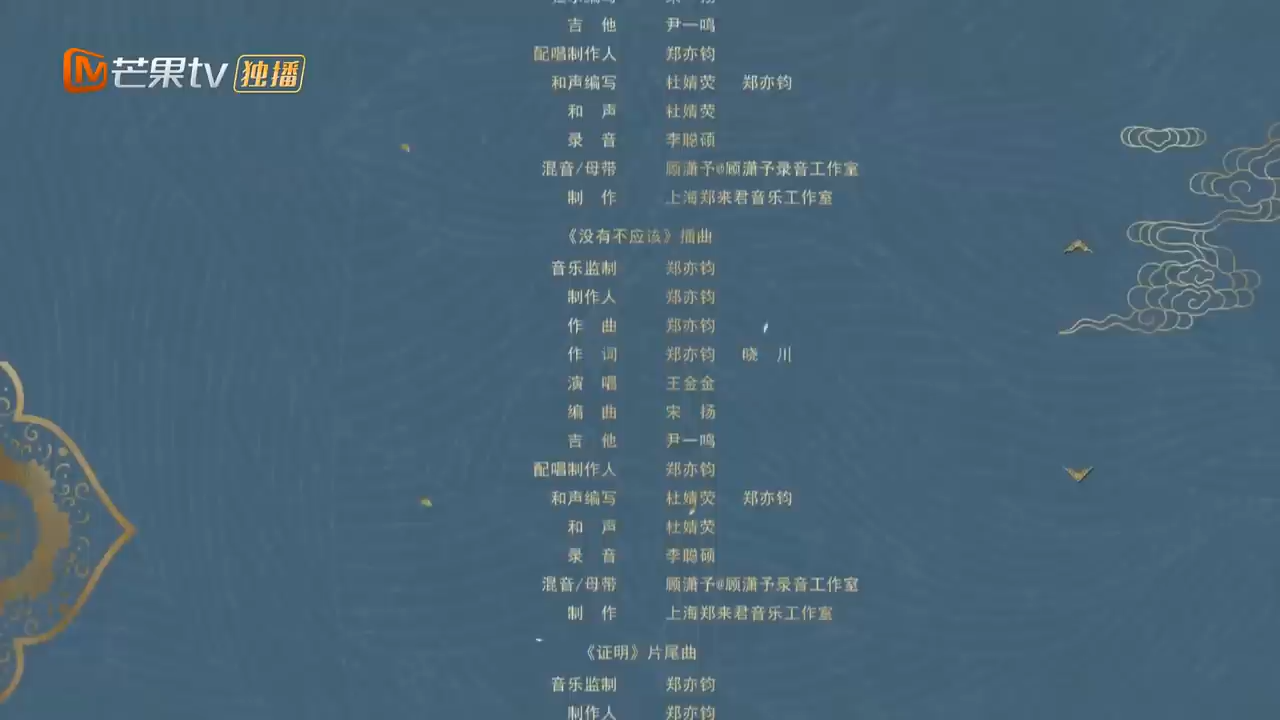 芒果tv 独播
吉 他 尹一鸣
配唱制作人 郑亦钧
和声编写 杜婧荧 郑亦钧
和 声 杜婧荧
录 音 李聪硕
混音/母带 顾潇予@顾潇予录音工作室
制 作 上海郑来君音乐工作室
《没有不应该》插曲
音乐监制 郑亦钧
制作人 郑亦钧
作 曲 郑亦钧
作 词 郑亦钧 晓 川
演 唱 王金金
编 曲 宋 扬
吉 他 尹一鸣
配唱制作人 郑亦钧
和声编写 杜婧荧 郑亦钧
和 声 杜婧荧
录 音 李聪硕
混音/母带 顾潇予@顾潇予录音工作室
制 作 上海郑来君音乐工作室
《证明》片尾曲
音乐监制 郑亦钧
制作人 郑亦钧